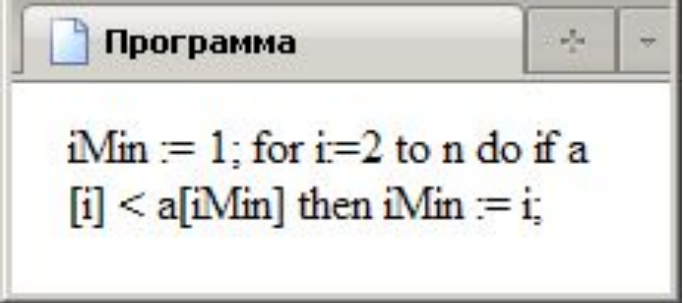 Программа
iMin := 1; for i:=2 to n do if a
[i] < a[iMin] then iMin := i;